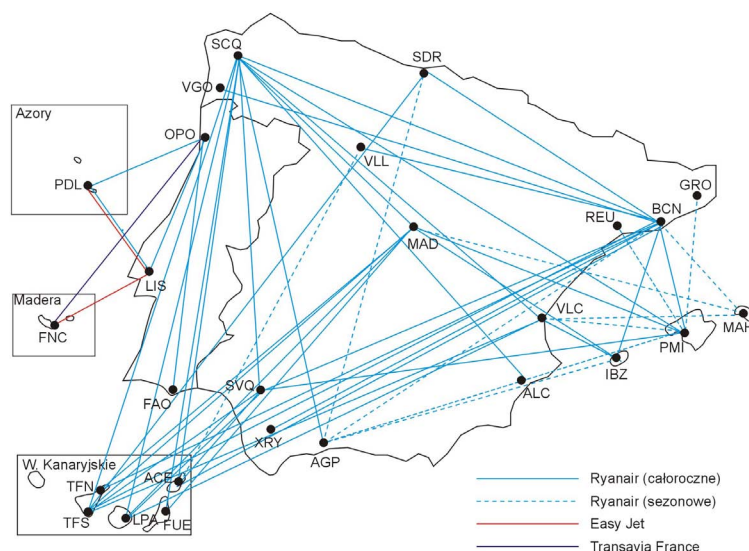 SCQ
SDR
VGO
Azory
OPO
VLL
PDL
GRO
REU
BCN
MAD
LIS
Madera
FNC
VLC
MAH
PMI
IBZ
FAO
SVQ
ALC
XRY
AGP
W. Kanaryjskie
TFN
ACE
TFS
LPA
FUE
Ryanair (całoroczne)
Ryanair (sezonowe)
Easy Jet
Transavia France